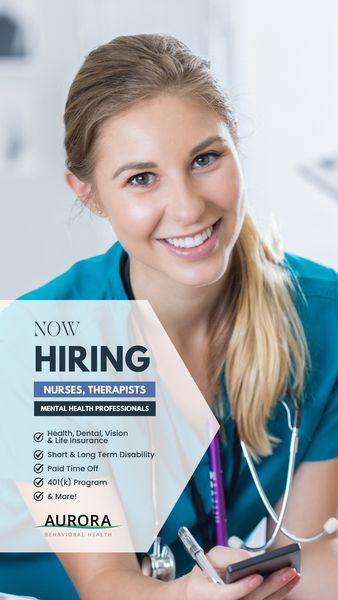 NOW
HIRING
NURSES, THERAPISTS
MENTAL HEALTH PROFESSIONALS
Health, Dental, Vision
& Life Insurance
Short & Long Term Disability
Paid Time Off
401(k) Program
& More!
AURORA
BEHAVIORAL HEALTH